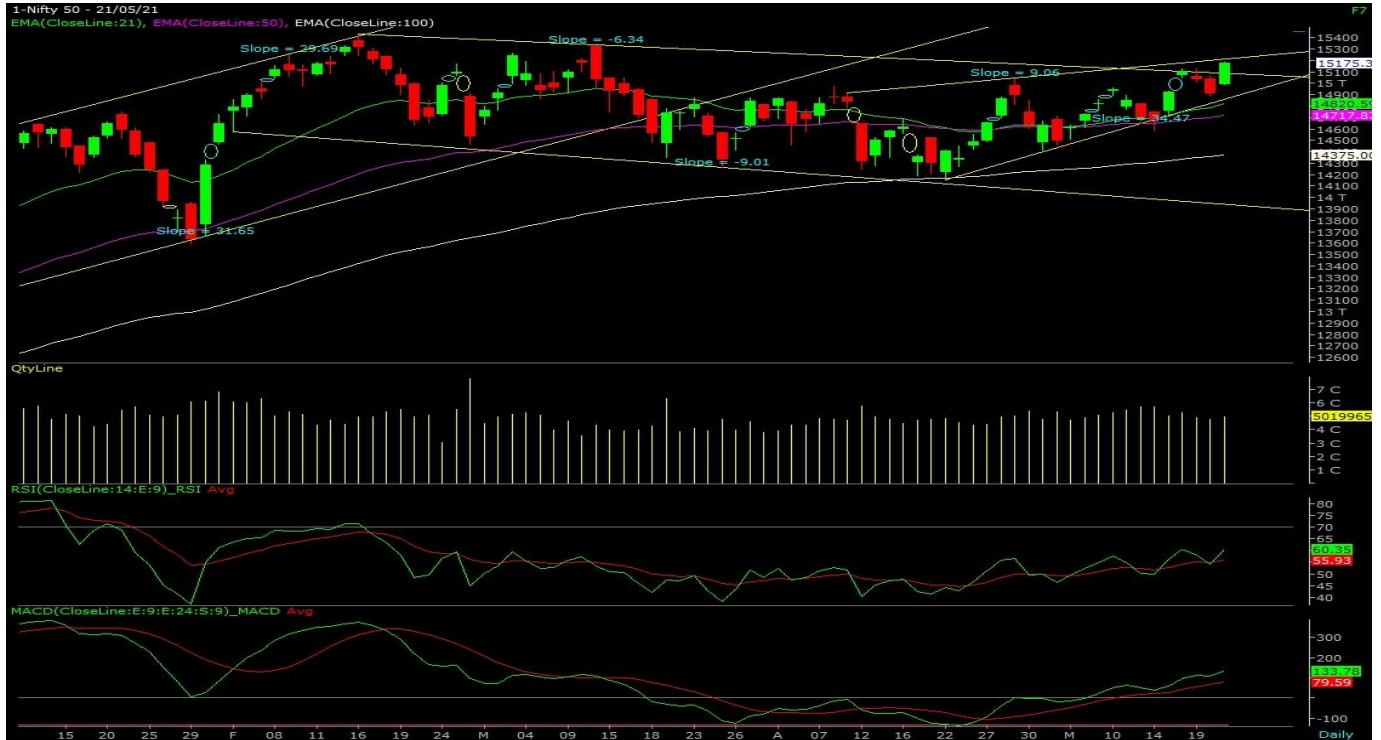 1-Nifty 50 - 21/05/21
F7
EMA(CloseLine:21), EMA(CloseLine:50), EMA(CloseLine:100)
Slope = 29.69
Slope = -6.34
Slope = 9.06
Slope = 34.47
Slope = -9.01
Slope = 31.65
15400
15300
15175.3
15100
15 T
14900
14820.59
14717.87
14600
14500
14375.00
14300
14200
14100
14 T
13900
13800
13700
13600
13500
13400
13300
13200
13100
13 T
12900
12800
12700
12600
QtyLine
7 C
6 C
5019965
4 C
3 C
2 C
1 C
RSI(CloseLine:14:E:9)_RSI Avg
80
75
70
65
60.35
55.93
50
45
40
MACD(CloseLine:E:9:E:24:S:9)_MACD Avg
300
200
133.78
79.59
-100
15 20 25 29 F 08 11 16 19 24 M 04 09 15 18 23 26 A 07 12 16 22 27 30 M 10 14 19 Daily